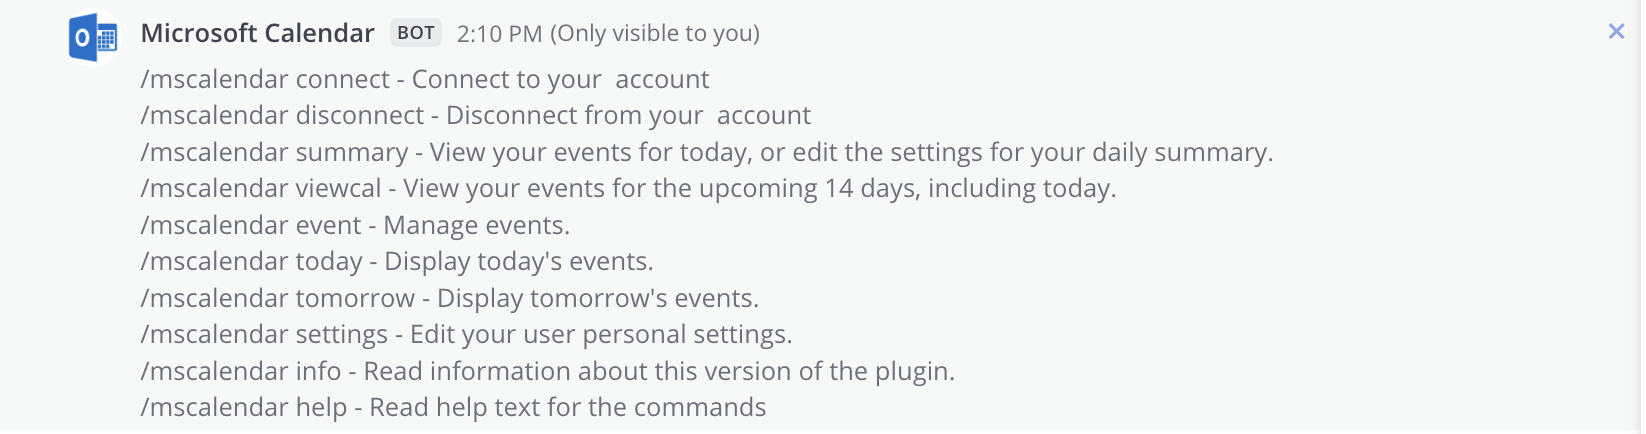 Microsoft Calendar BOT 2:10 PM (Only visible to you)
/mscalendar connect - Connect to your  account
/mscalendar disconnect - Disconnect from your  account
/mscalendar summary - View your events for today, or edit the settings for your daily summary.
/mscalendar viewcal - View your events for the upcoming 14 days, including today.
/mscalendar event - Manage events.
/mscalendar today - Display today's events.
/mscalendar tomorrow - Display tomorrow's events.
/mscalendar settings - Edit your user personal settings.
/mscalendar info - Read information about this version of the plugin.
/mscalendar help - Read help text for the commands